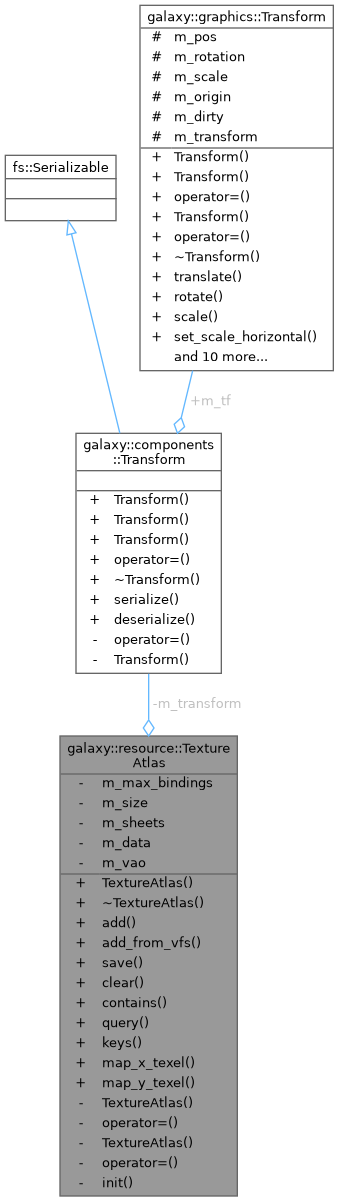 galaxy::graphics::Transform
# m_pos
# m_rotation
# m_scale
# m_origin
# m_dirty
# m_transform
+ Transform()
+ Transform()
+ operator=()
+ Transform()
+ operator=()
+ ~Transform()
+ translate()
+ rotate()
+ scale()
+ set_scale_horizontal()
and 10 more...
fs::Serializable
+m_tf
galaxy::components
::Transform
+ Transform()
+ Transform()
+ Transform()
+ operator=()
+ ~Transform()
+ serialize()
+ deserialize()
- operator=()
- Transform()
-m_transform
galaxy::resource::Texture
Atlas
- m_max_bindings
- m_size
- m_sheets
- m_data
- m_vao
+ TextureAtlas()
+ ~TextureAtlas()
+ add()
+ add_from_vfs()
+ save()
+ clear()
+ contains()
+ query()
+ keys()
+ map_x_texel()
+ map_y_texel()
- TextureAtlas()
- operator=()
- TextureAtlas()
- operator=()
- init()